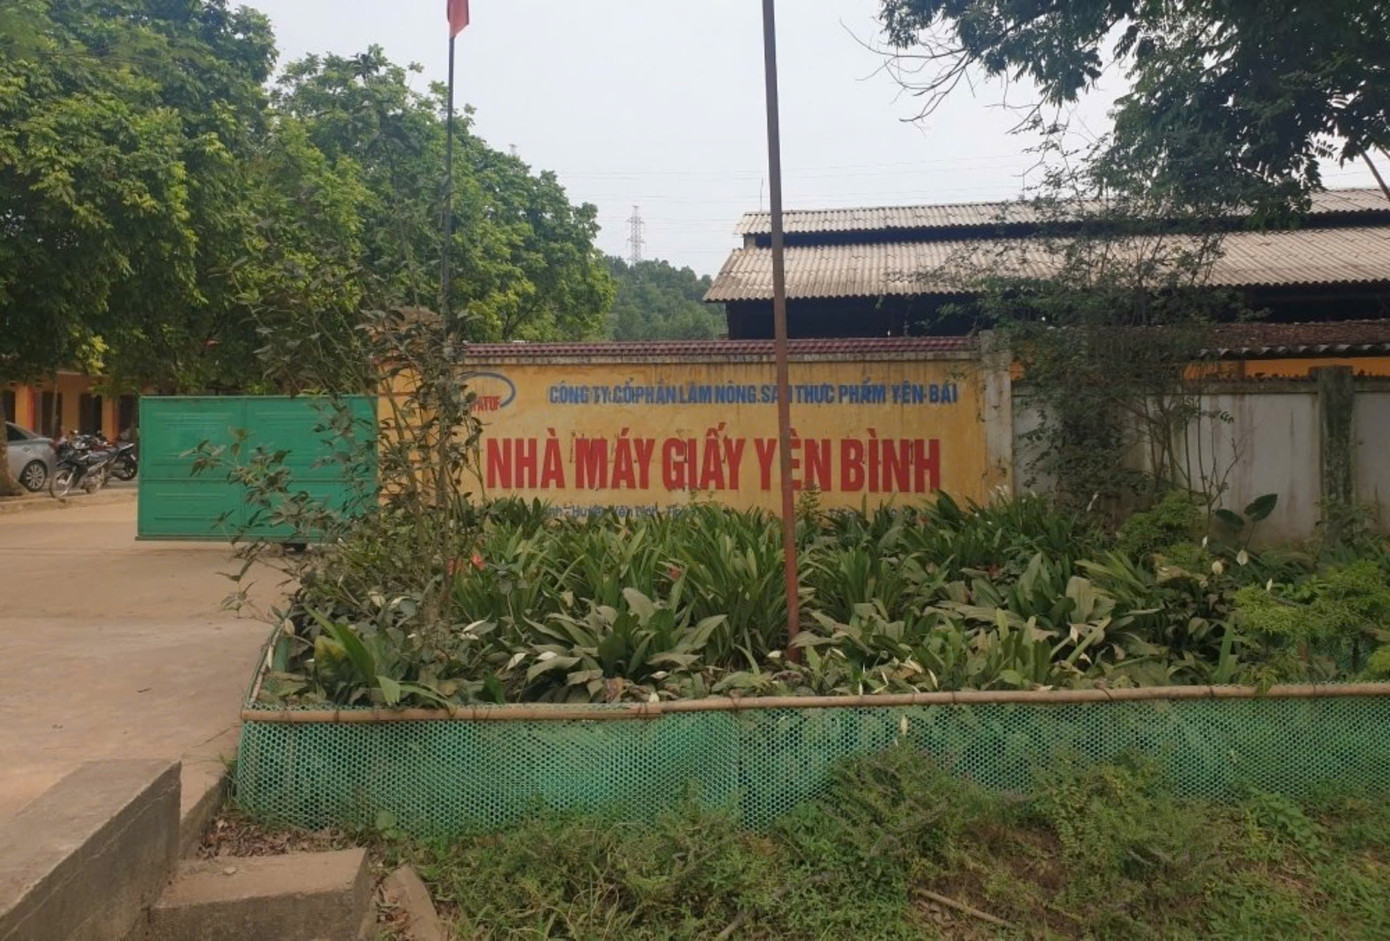 CÔNG TY CỔ PHẦN LÂM NÔNG SẢN THỰC PHẨM YÊN BÁI
NHÀ MÁY GIẤY YÊN BÌNH